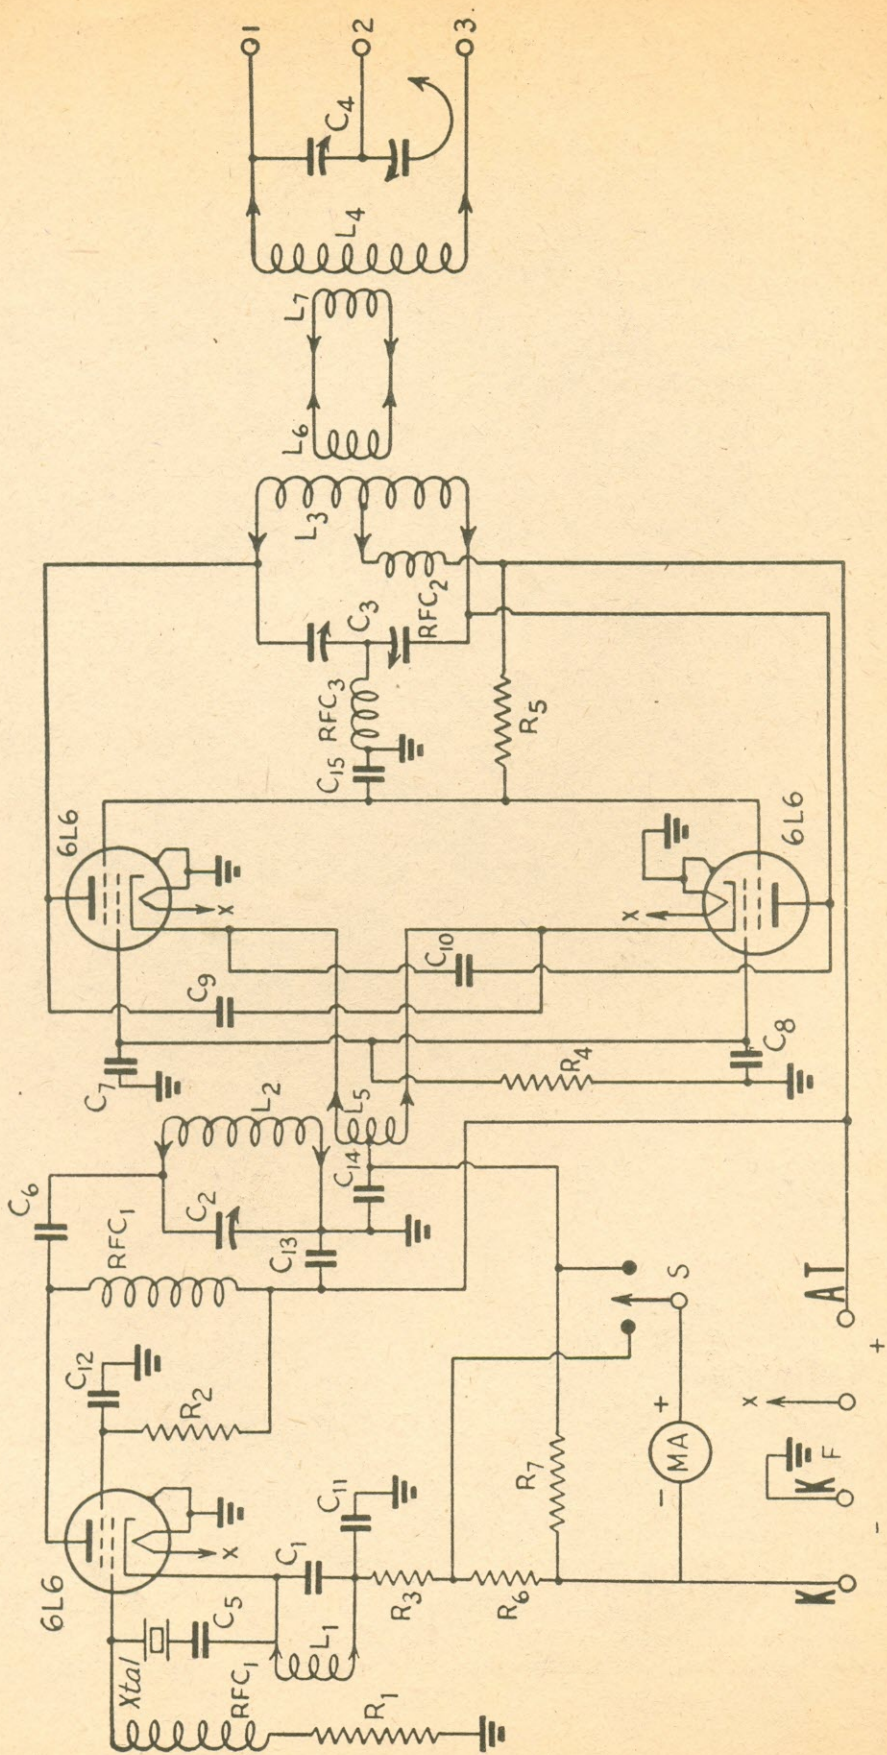 6L6
Xtal
RFC1
R1
C5
L1
C1
C11
R3
R6
R7
C12
R2
RFC1
C6
C2
C13
L2
C14
L5
C7
C9
C10
R4
C8
6L6
6L6
X
X
X
C15
RFC3
C3
RFC2
R5
L3
L6
L7
L4
C4
1
2
3.
S
MA
+
-
K
K
F
X
AT
-
+